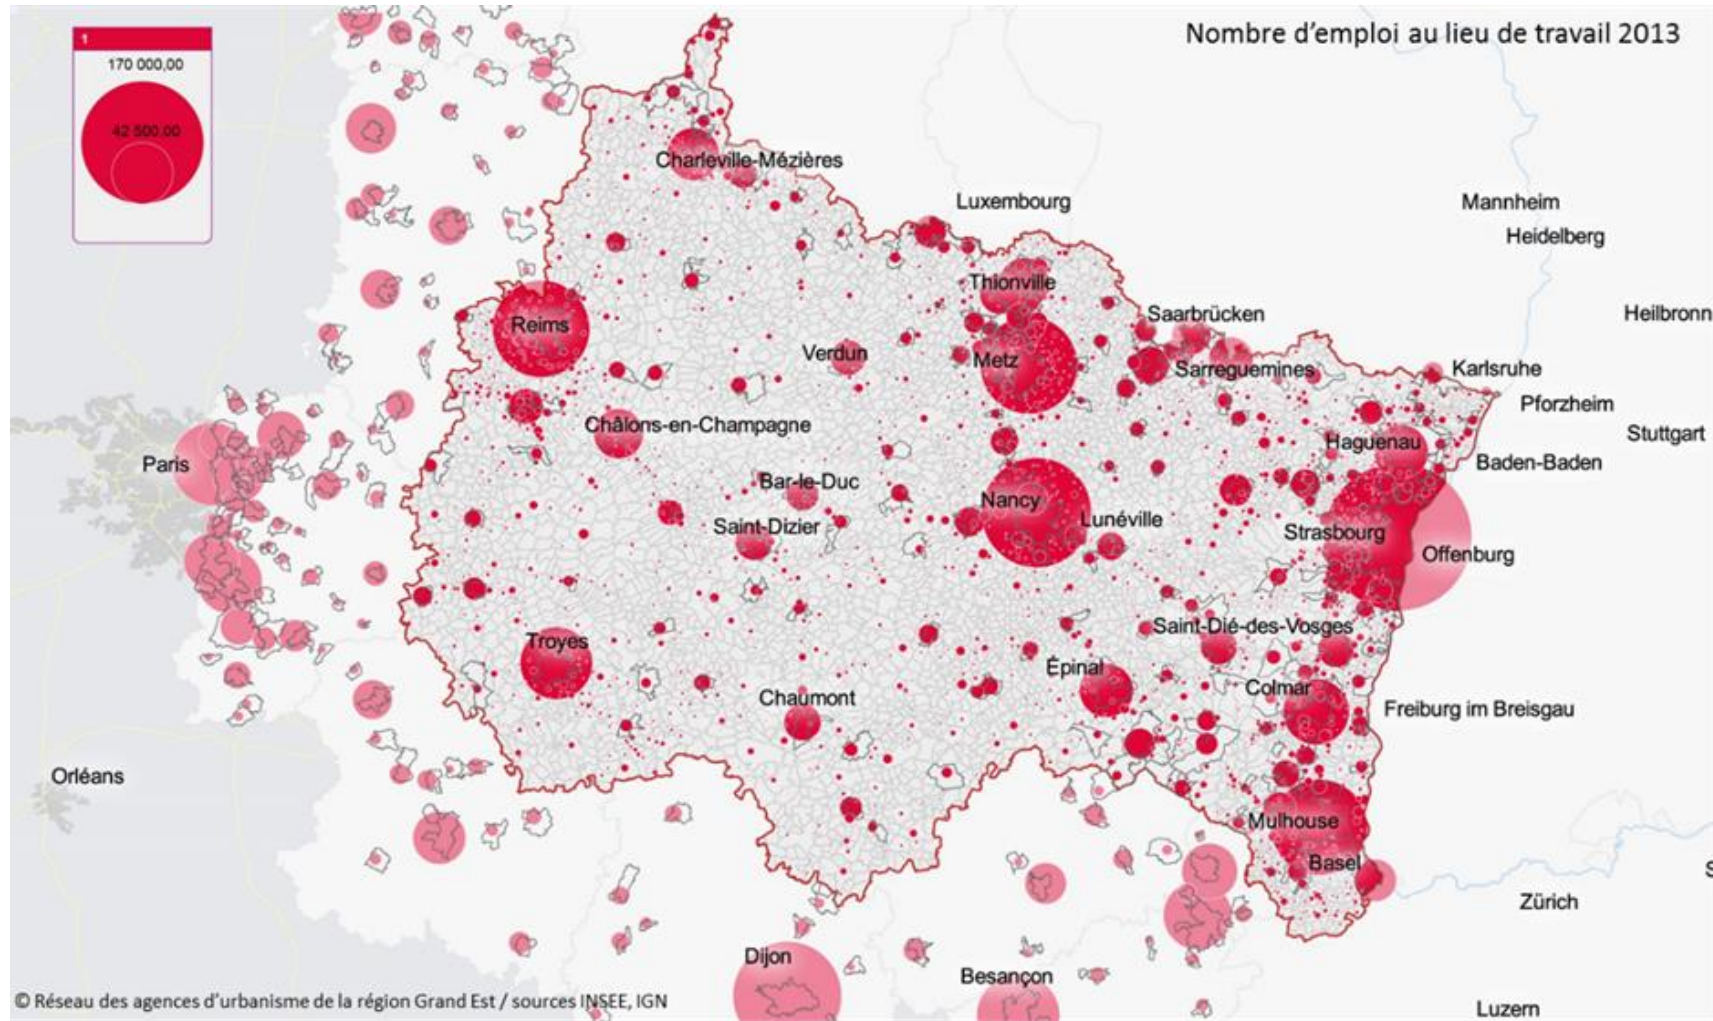 Nombre d'emploi au lieu de travail 2013
1
170 000,00
42 500,00
Charleville-Mézières
Luxembourg
Mannheim
Heidelberg
Thionville
Saarbrücken
Heilbronn
Reims
Verdun
Metz
Sarreguemines
Karlsruhe
Pforzheim
Châlons-en-Champagne
Haguenau
Stuttgart
Paris
Baden-Baden
Bar-le-Duc
Nancy
Saint-Dizier
Lunéville
Strasbourg
Offenburg
Troyes
Saint-Dié-des-Vosges
Épinal
Chaumont
Colmar
Freiburg im Breisgau
Orléans
Mulhouse
Basel
S
Zürich
Dijon
Besançon
© Réseau des agences d'urbanisme de la région Grand Est / sources INSEE, IGN
Luzern